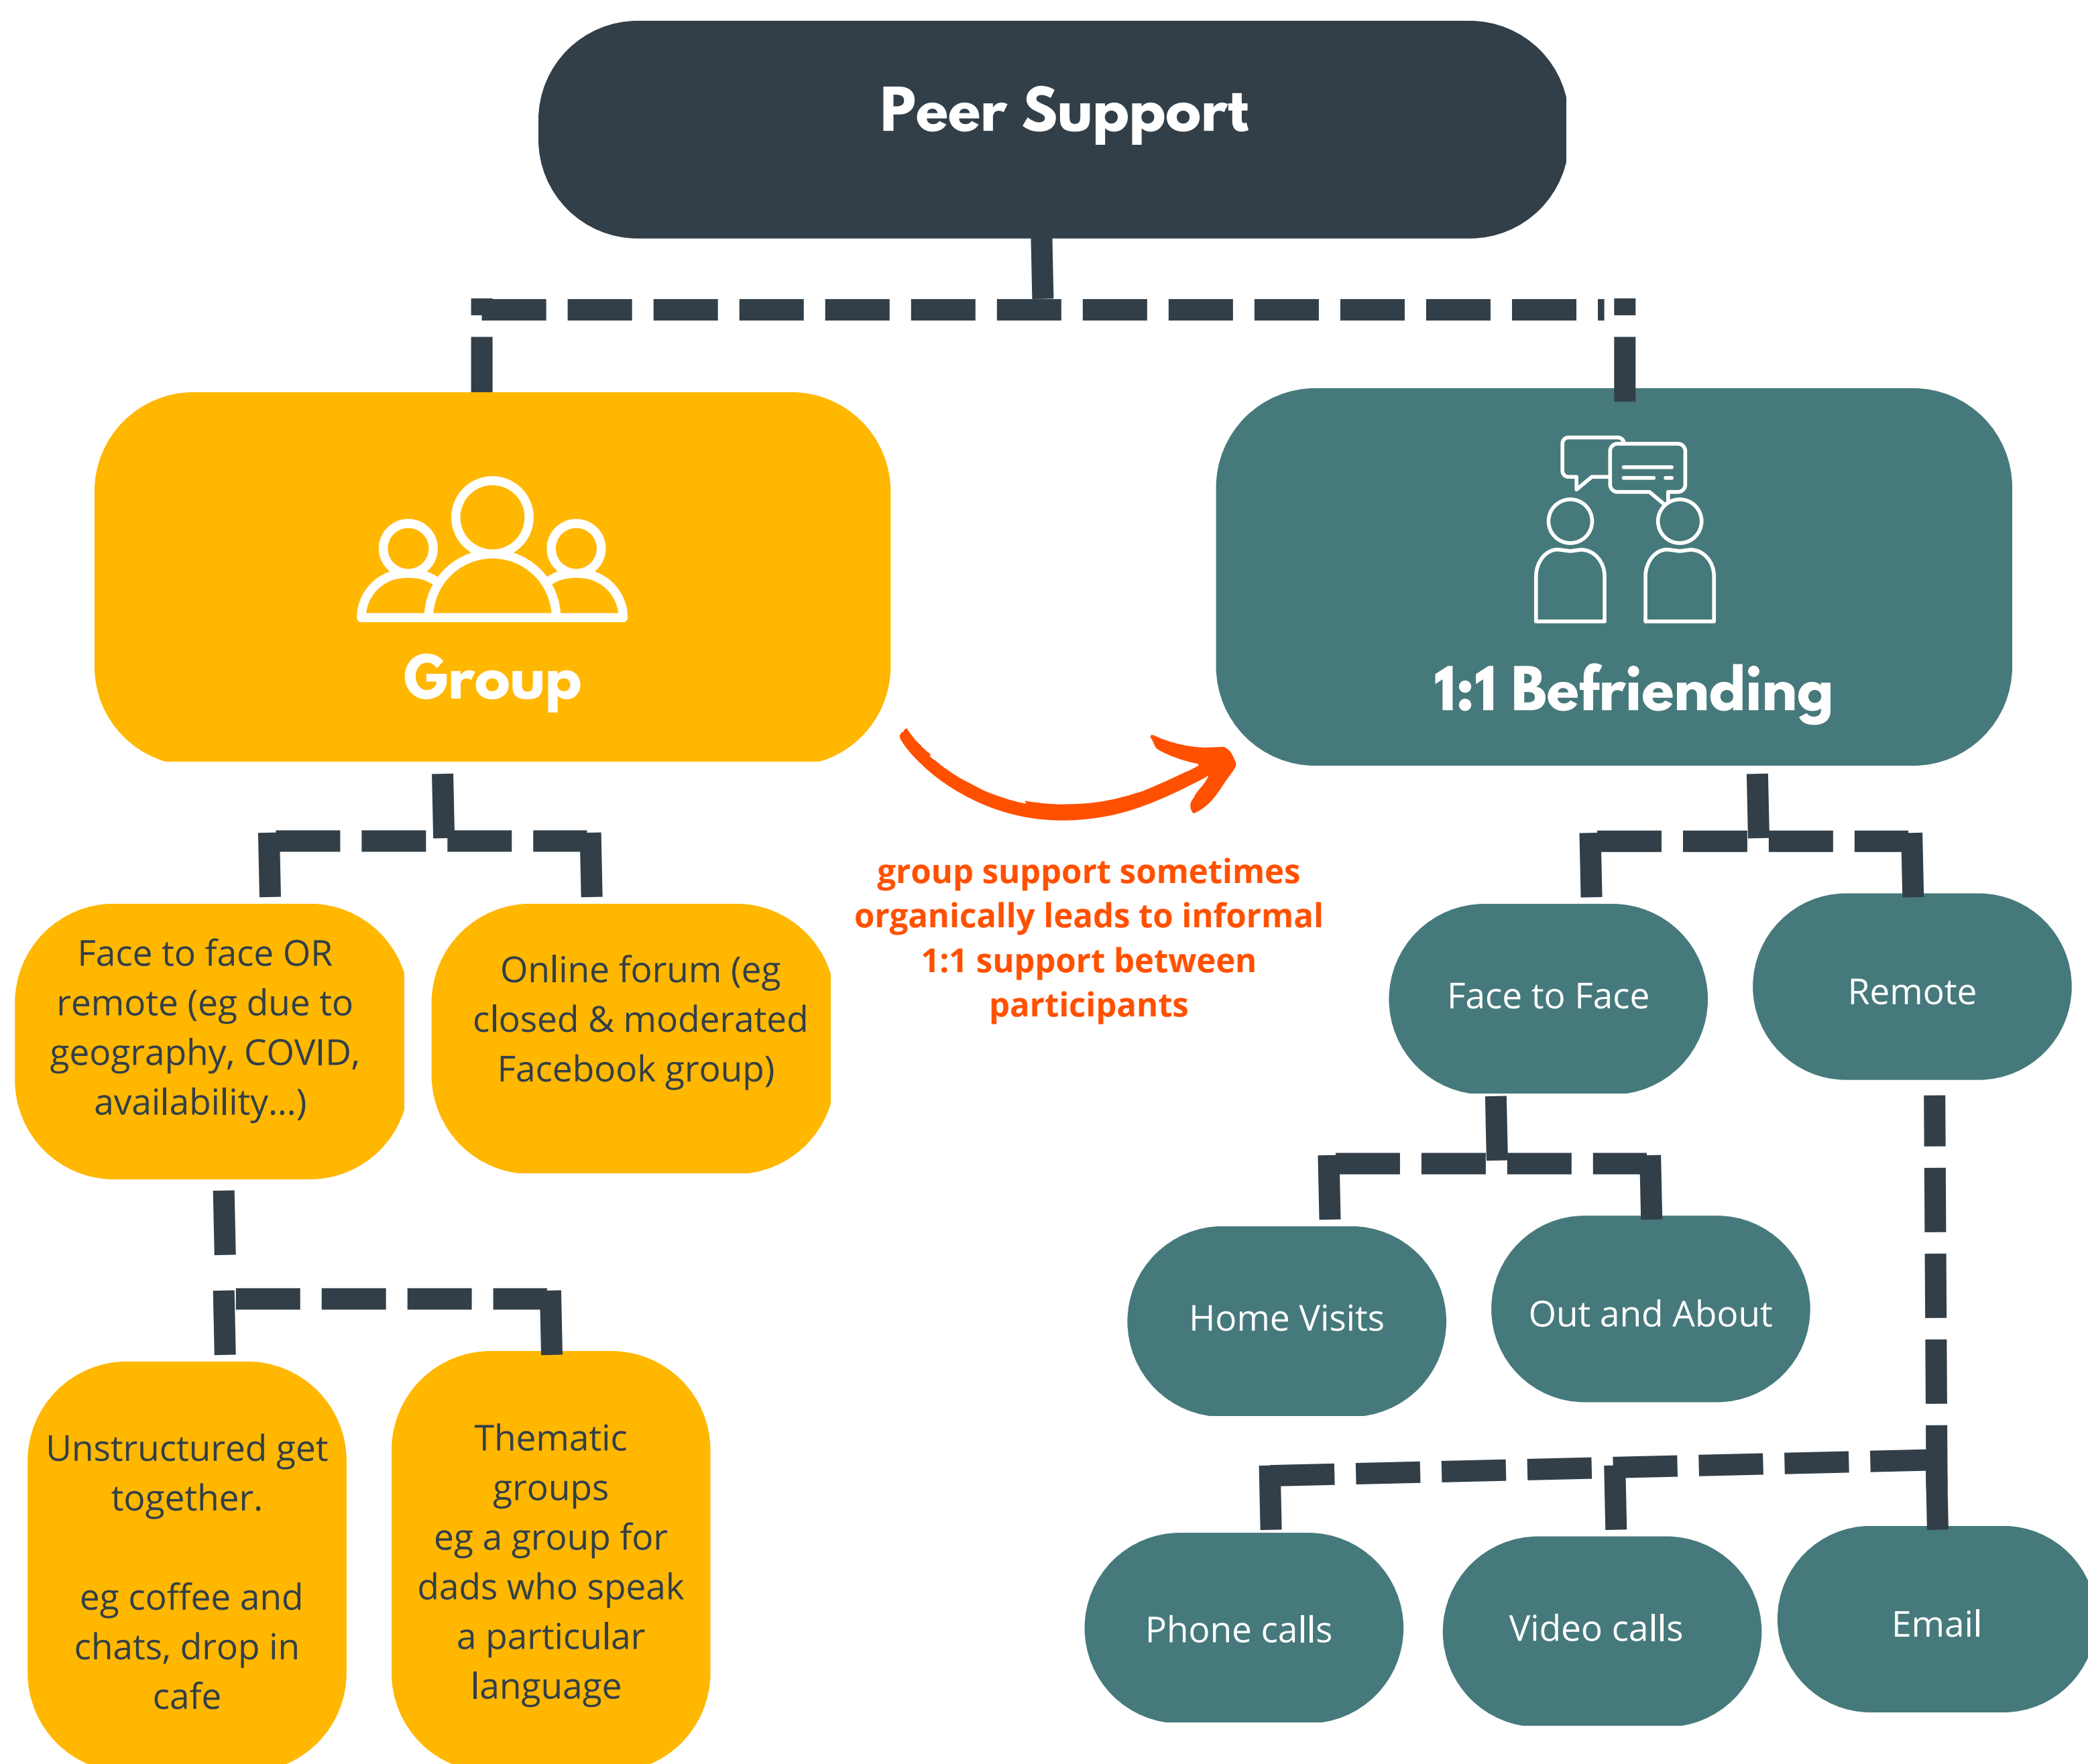 Peer Support
Group
1:1 Befriending
group support sometimes
organically leads to informal
1:1 support between
participants
Face to face OR
remote (eg due to
geography, COVID,
availability...)
Online forum (eg
closed & moderated
Facebook group)
Face to Face
Remote
Home Visits
Out and About
Unstructured get
together.
eg coffee and
chats, drop in
cafe
Thematic
groups
eg a group for
dads who speak
a particular
language
Phone calls
Video calls
Email